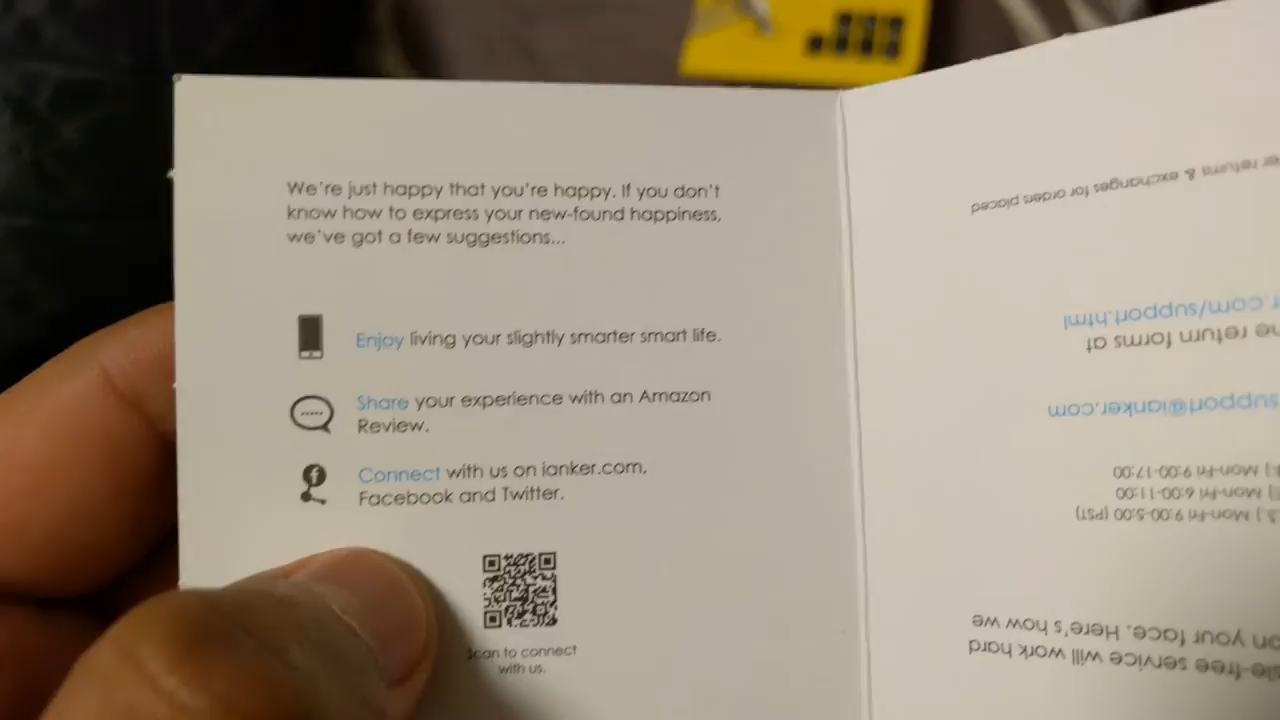 We're just happy that you're happy. If you don't
know how to express your new-found happiness,
we've got a few suggestions...
Enjoy living your slightly smarter smart life.
Share your experience with an Amazon
Review.
Connect with us on ianker.com,
Facebook and Twitter.
Scan to connect
with us.
service will work hard
on your face. Here's how we
) Mon-Fri 9:00-5:00 (PST)
) Mon-Fri 6:00-11:00
) Mon-Fri 9:00-17:00
support@ianker.com
return forms at
.com/support.html
returns & exchanges for orders placed